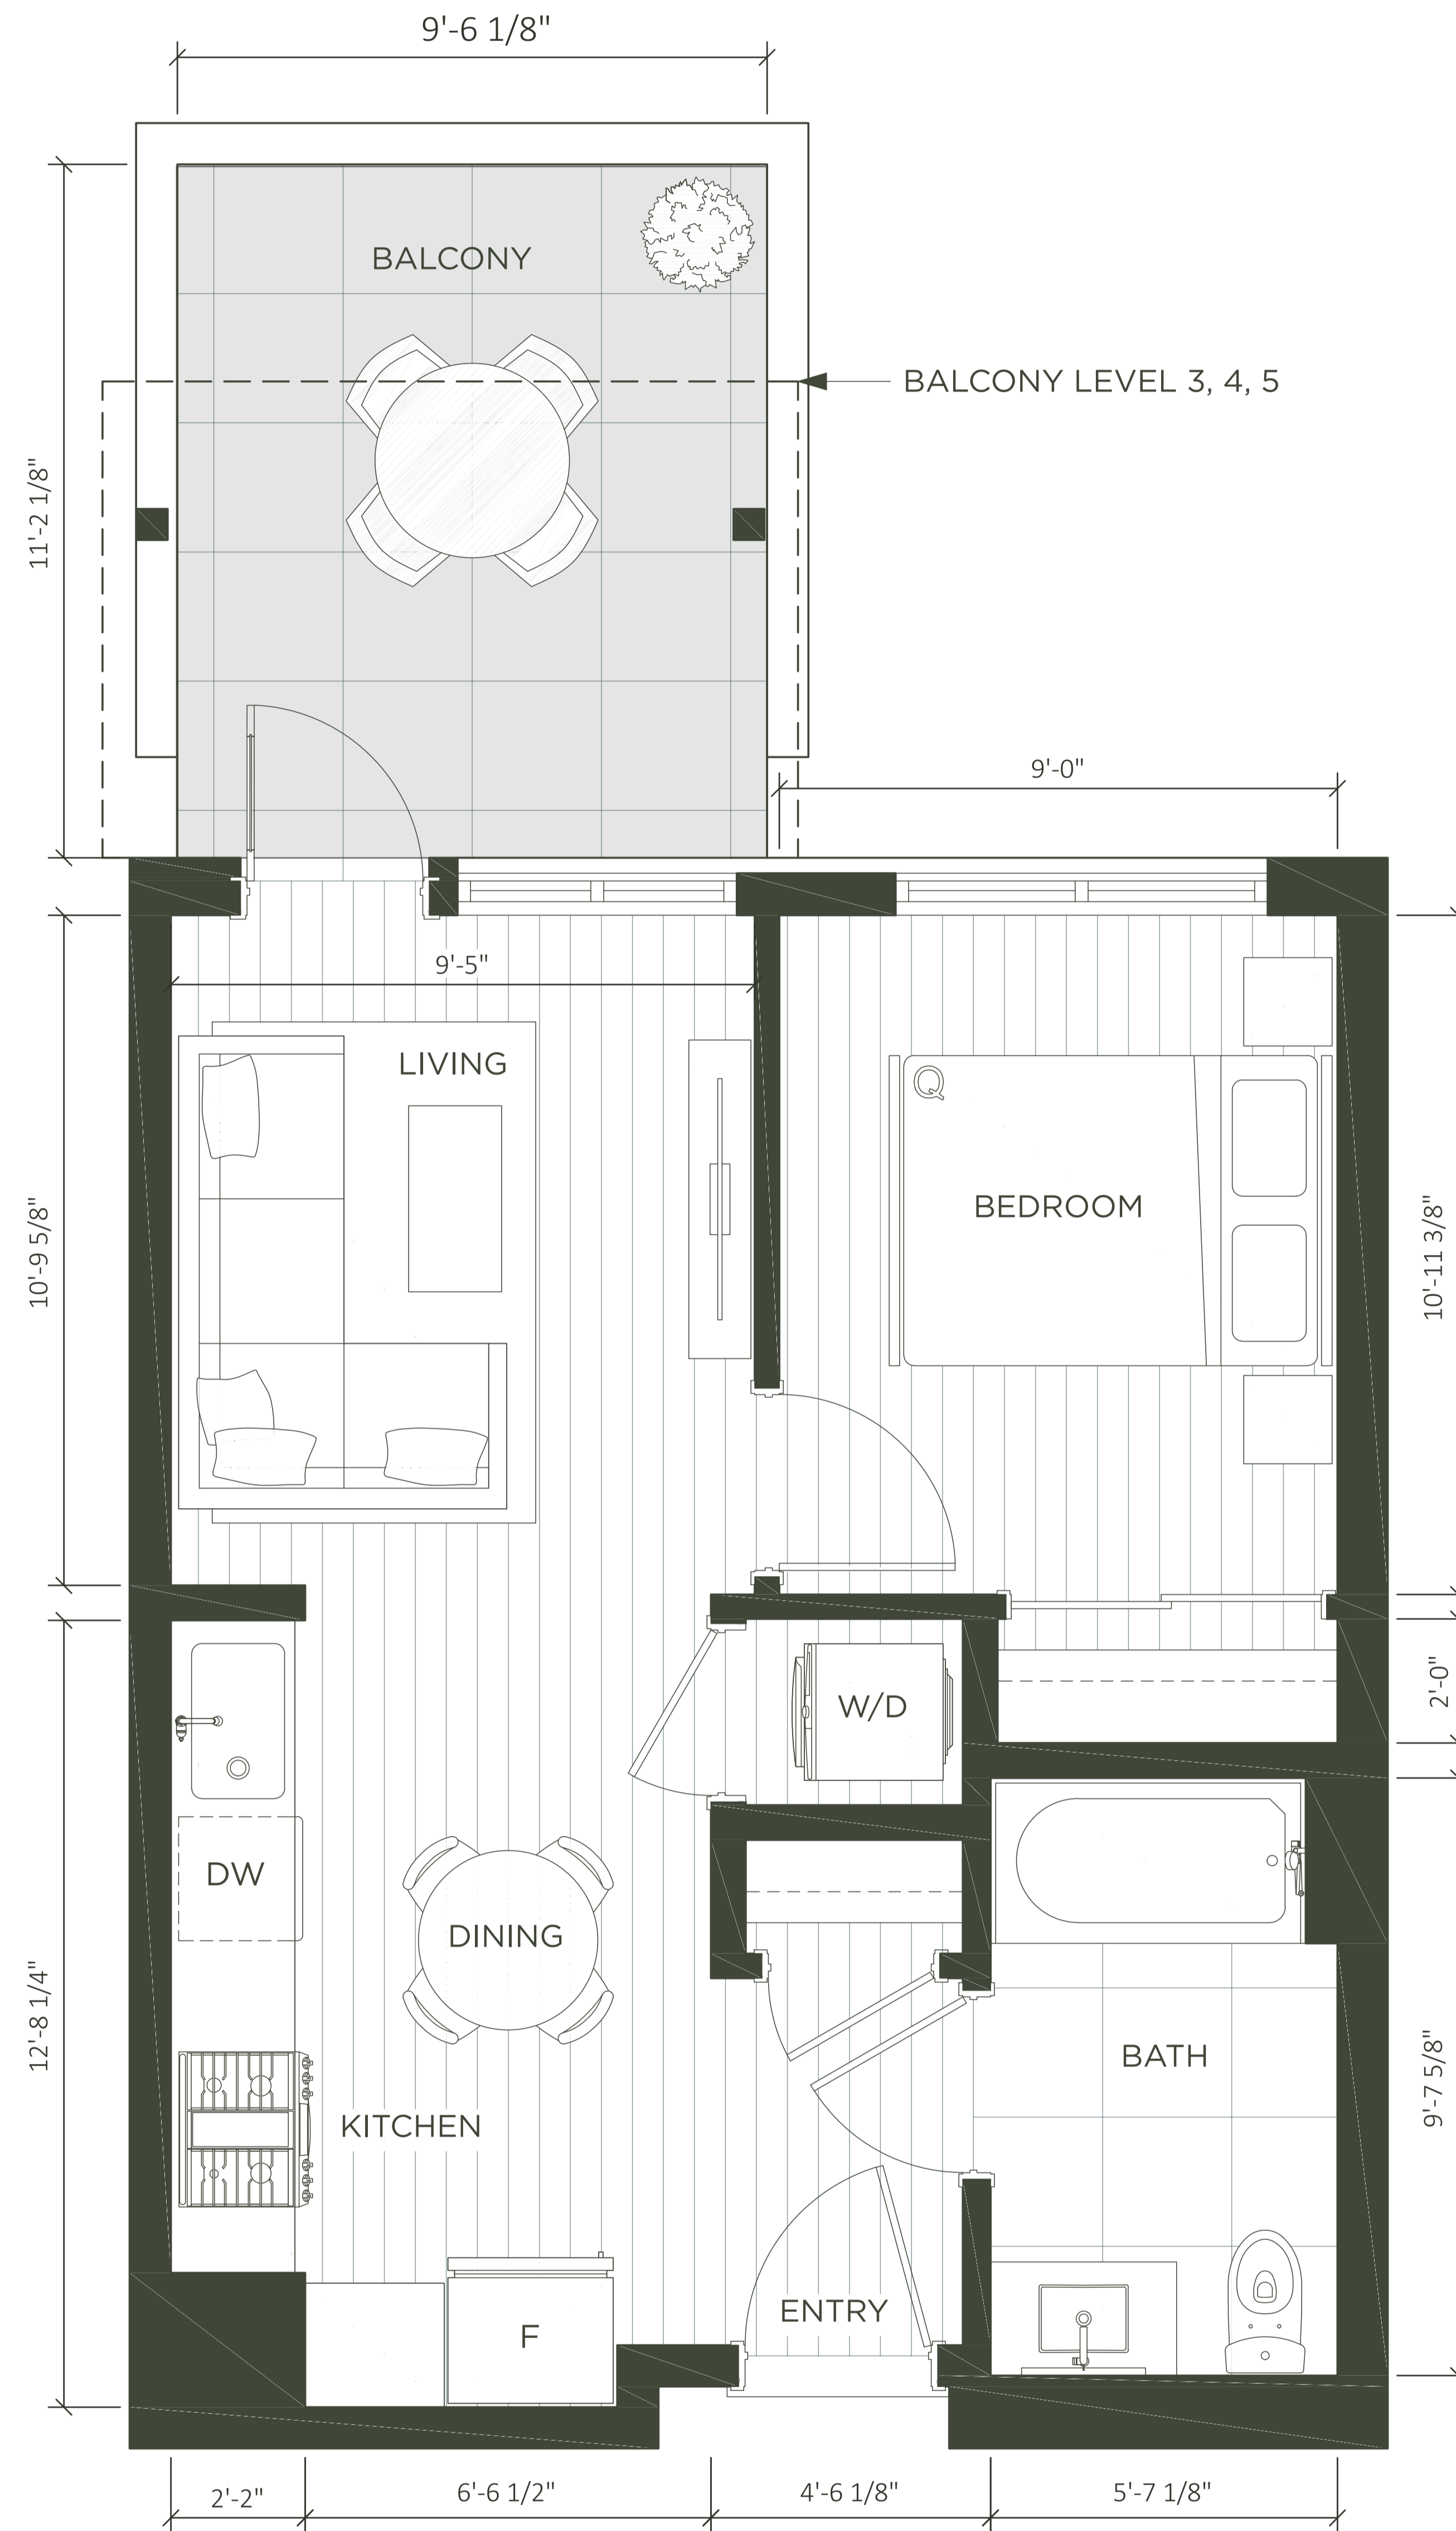 9'-6 1/8"
BALCONY
BALCONY LEVEL 3, 4, 5
11'-2 1/8"
9'-0"
9'-5"
LIVING
Q
BEDROOM
10'-9 5/8"
10'-11 3/8"
W/D
2'-0"
DW
DINING
12'-8 1/4"
BATH
9'-7 5/8"
KITCHEN
ENTRY
F
2'-2"
6'-6 1/2"
4'-6 1/8"
5'-7 1/8"